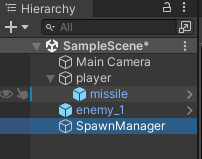 Hierarchy
All
SampleScene*
Main Camera
player
missile
enemy_1
SpawnManager